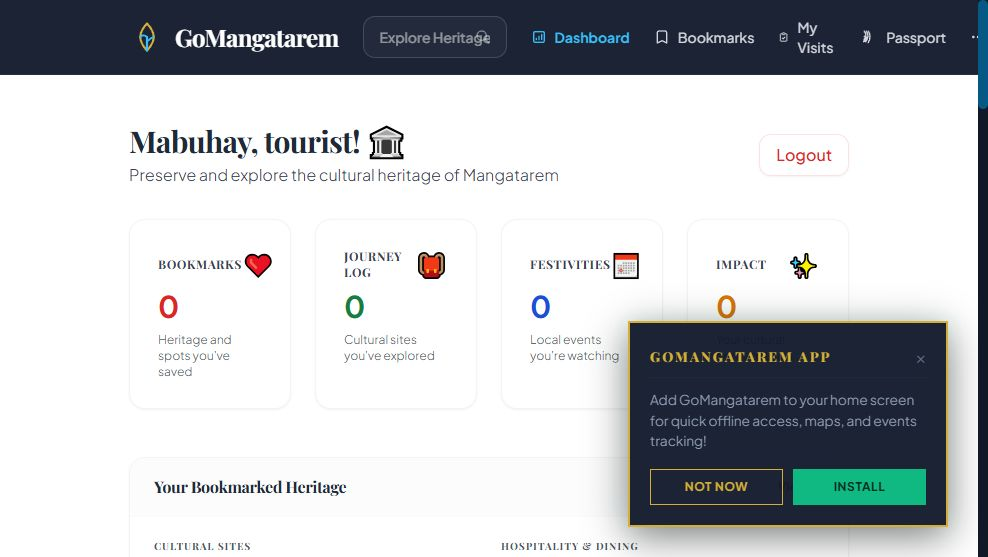 GoMangatarem
Explore Heritage
Dashboard
Bookmarks
My
Visits
Passport
Mabuhay, tourist!
Preserve and explore the cultural heritage of Mangatarem
Logout
BOOKMARKS
0
Heritage and
spots you've
saved
JOURNEY
LOG
0
Cultural sites
you've explored
FESTIVITIES
0
Local events
you're watching
IMPACT
0
Your cultural
GOMANGATAREM APP
×
Add GoMangatarem to your home screen
for quick offline access, maps, and events
tracking!
NOT NOW
INSTALL
Your Bookmarked Heritage
CULTURAL SITES
HOSPITALITY & DINING